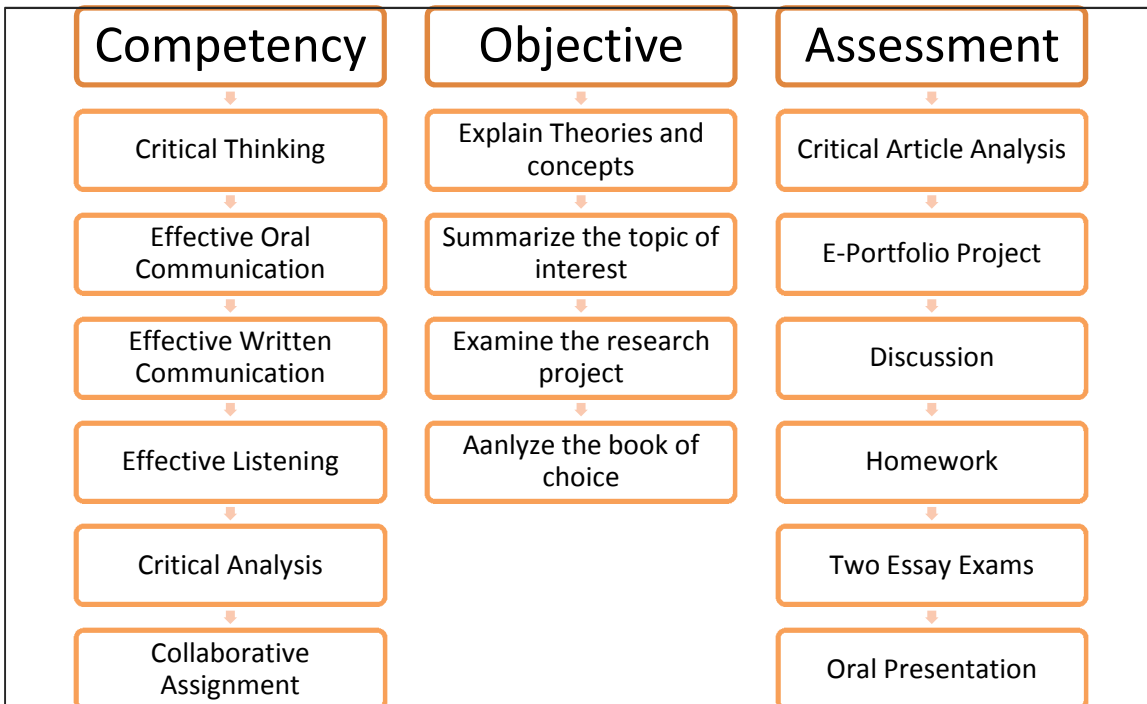 Competency
Critical Thinking
Effective Oral
Communication
Effective Written
Communication
Effective Listening
Critical Analysis
Collaborative
Assignment
Objective
Explain Theories and
concepts
Summarize the topic of
interest
Examine the research
project
Aanlyze the book of
choice
Assessment
Critical Article Analysis
E-Portfolio Project
Discussion
Homework
Two Essay Exams
Oral Presentation